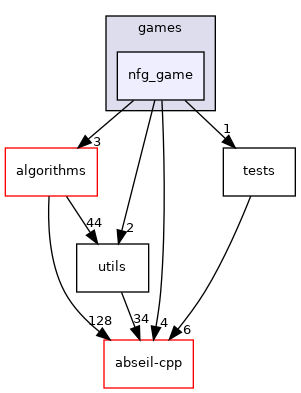 games
nfg_game
3
1
algorithms
tests
44
2
utils
128
34
4
6
abseil-cpp